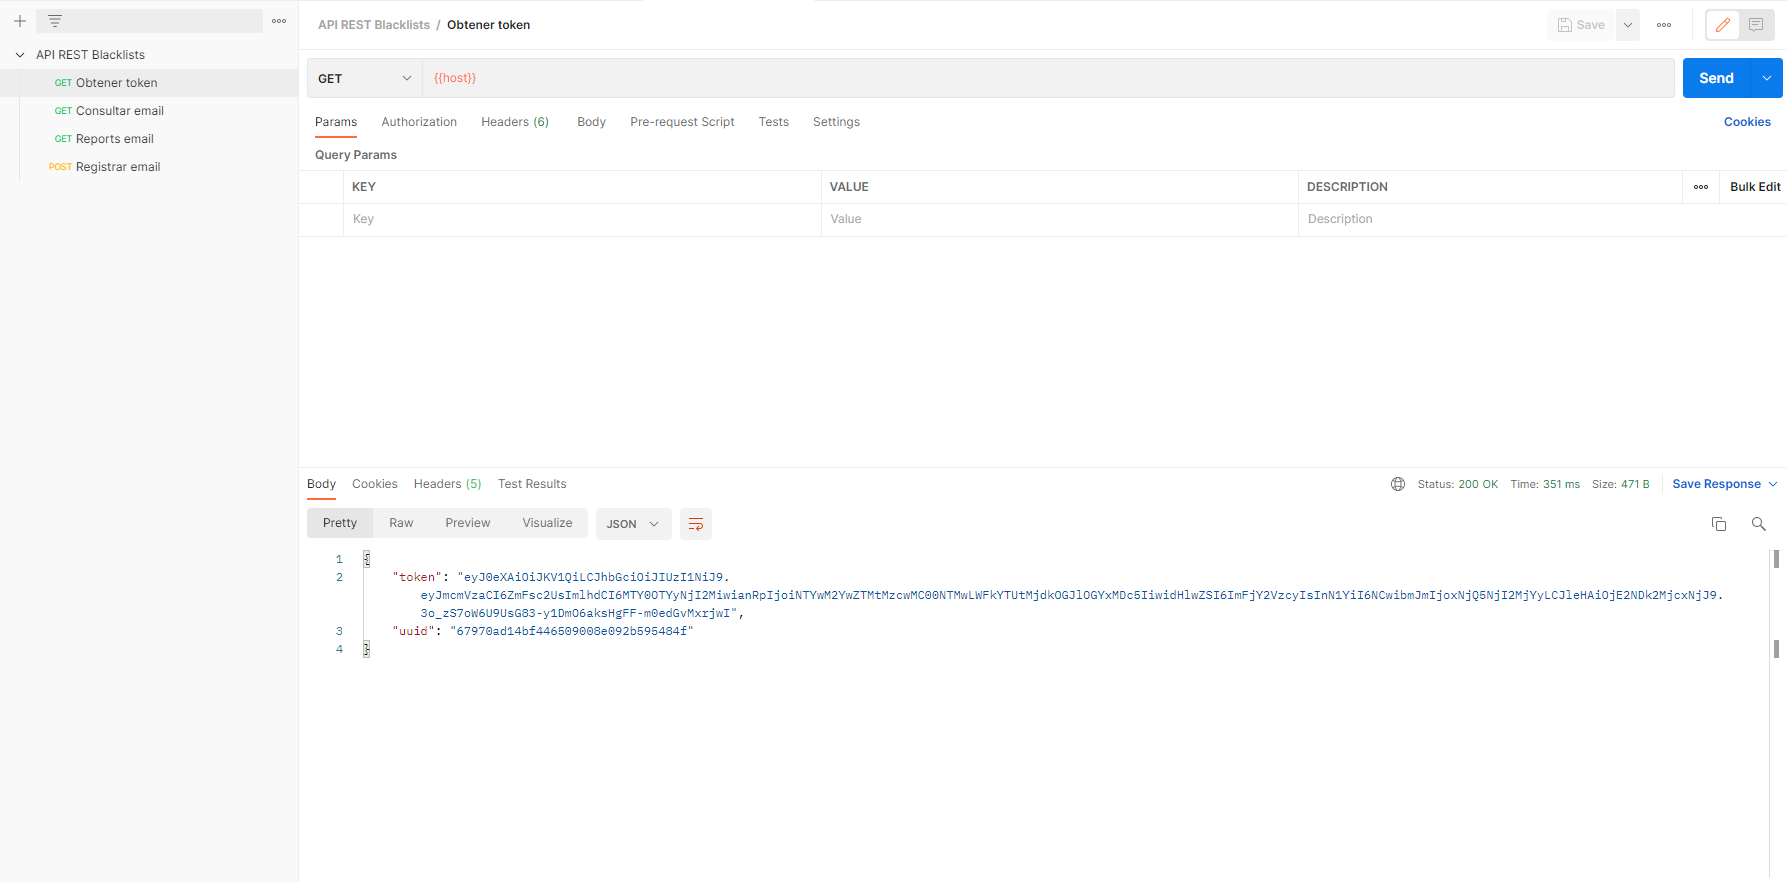 API REST Blacklists / Obtener token
Save
API REST Blacklists
GET Obtener token
GET Consultar email
GET Reports email
POST Registrar email
GET {{host}} Send
Params Authorization Headers (6) Body Pre-request Script Tests Settings Cookies
Query Params
KEY VALUE DESCRIPTION Bulk Edit
Key Value Description
Body Cookies Headers (5) Test Results Status: 200 OK Time: 351 ms Size: 471 B Save Response
Pretty Raw Preview Visualize JSON
1 {
2 "token": "eyJ0eXAiOiJKV1QiLCJhbGciOiJIUzI1NiJ9.
eyJmcmVzaCI6ZmFsc2UsImlhdCI6MTY0OTYyNjI2MiwianRpIjoiNTYwM2YwZTMtMzcwMC00NTMwLWFkYTUtMjdkOGJlOGYxMDc5IiwidHlwZSI6ImFjY2VzcyIsInN1YiI6NCwibmJmIjoxNjQ5NjI2MjYyLCJleHAiOjE2NDk2MjcxNjJ9.
3o_zS7oW6U9UsG83-y1DmO6aksHgFF-m0edGvMxrjwI",
3 "uuid": "67970ad14bf446509008e092b595484f"
4 }